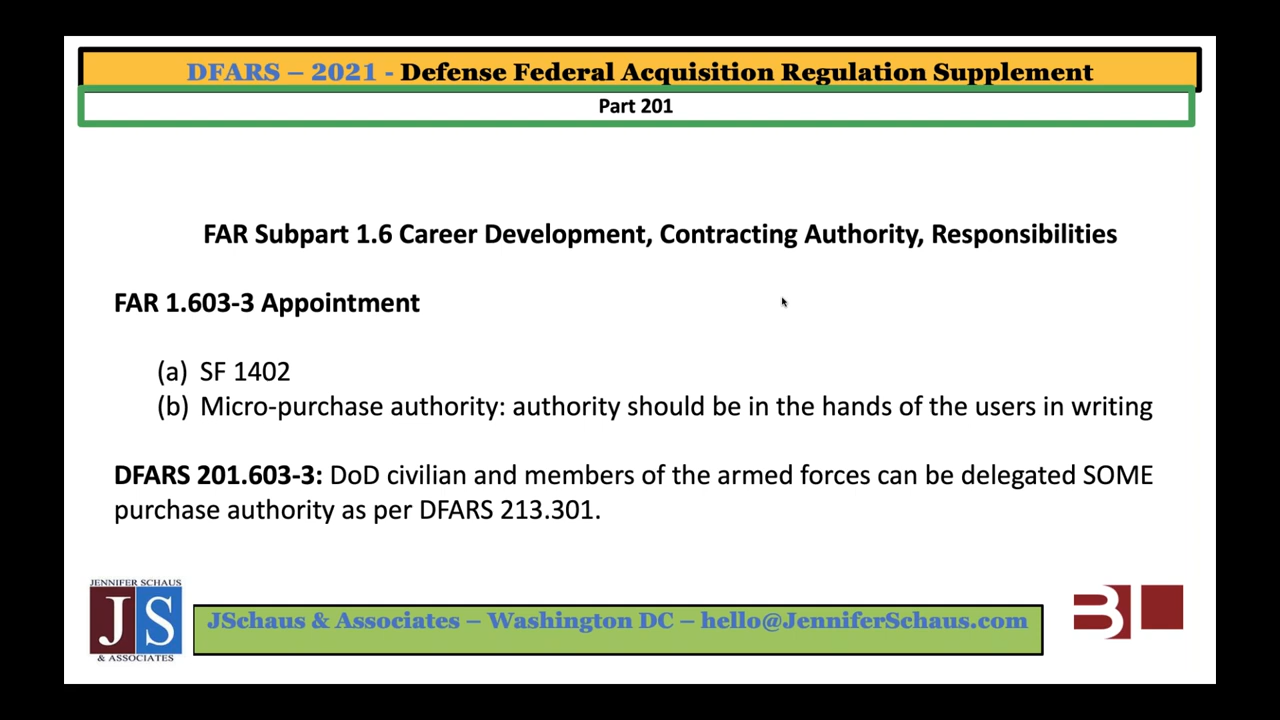 DFARS – 2021 - Defense Federal Acquisition Regulation Supplement
Part 201
FAR Subpart 1.6 Career Development, Contracting Authority, Responsibilities
FAR 1.603-3 Appointment
(a) SF 1402
(b) Micro-purchase authority: authority should be in the hands of the users in writing
DFARS 201.603-3: DoD civilian and members of the armed forces can be delegated SOME
purchase authority as per DFARS 213.301.
JENNIFER SCHAUS
JS
& ASSOCIATES
JSchaus & Associates – Washington DC – hello@JenniferSchaus.com
B